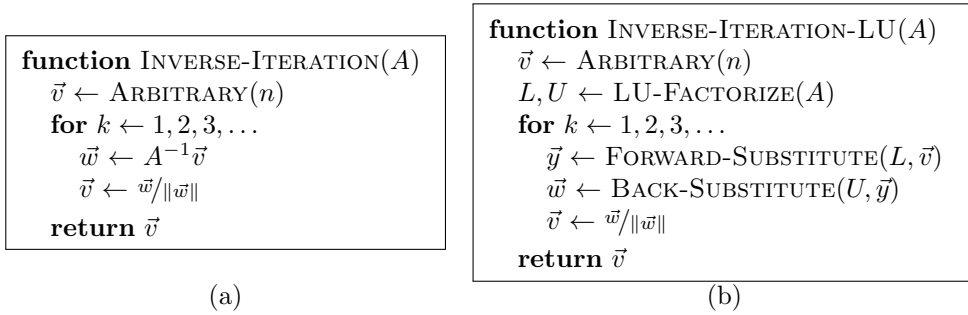 function INVERSE-ITERATION(A)
v⃗ ← ARBITRARY(n)
for k ← 1, 2, 3, . . .
w⃗ ← A⁻¹v⃗
v⃗ ← w⃗/‖w⃗‖
return v⃗
(a)
function INVERSE-ITERATION-LU(A)
v⃗ ← ARBITRARY(n)
L, U ← LU-FACTORIZE(A)
for k ← 1, 2, 3, . . .
y⃗ ← FORWARD-SUBSTITUTE(L, v⃗)
w⃗ ← BACK-SUBSTITUTE(U, y⃗)
v⃗ ← w⃗/‖w⃗‖
return v⃗
(b)